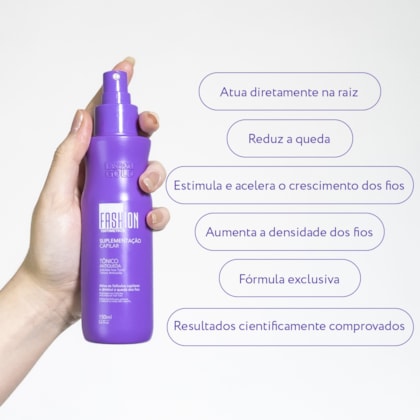 FASHION
SUPLEMENTAÇÃO
CAPILAR
TÔNICO
ANTIQUEDA
Atua diretamente na raiz
Reduz a queda
Estimula e acelera o crescimento dos fios
Aumenta a densidade dos fios
Fórmula exclusiva
Resultados cientificamente comprovados